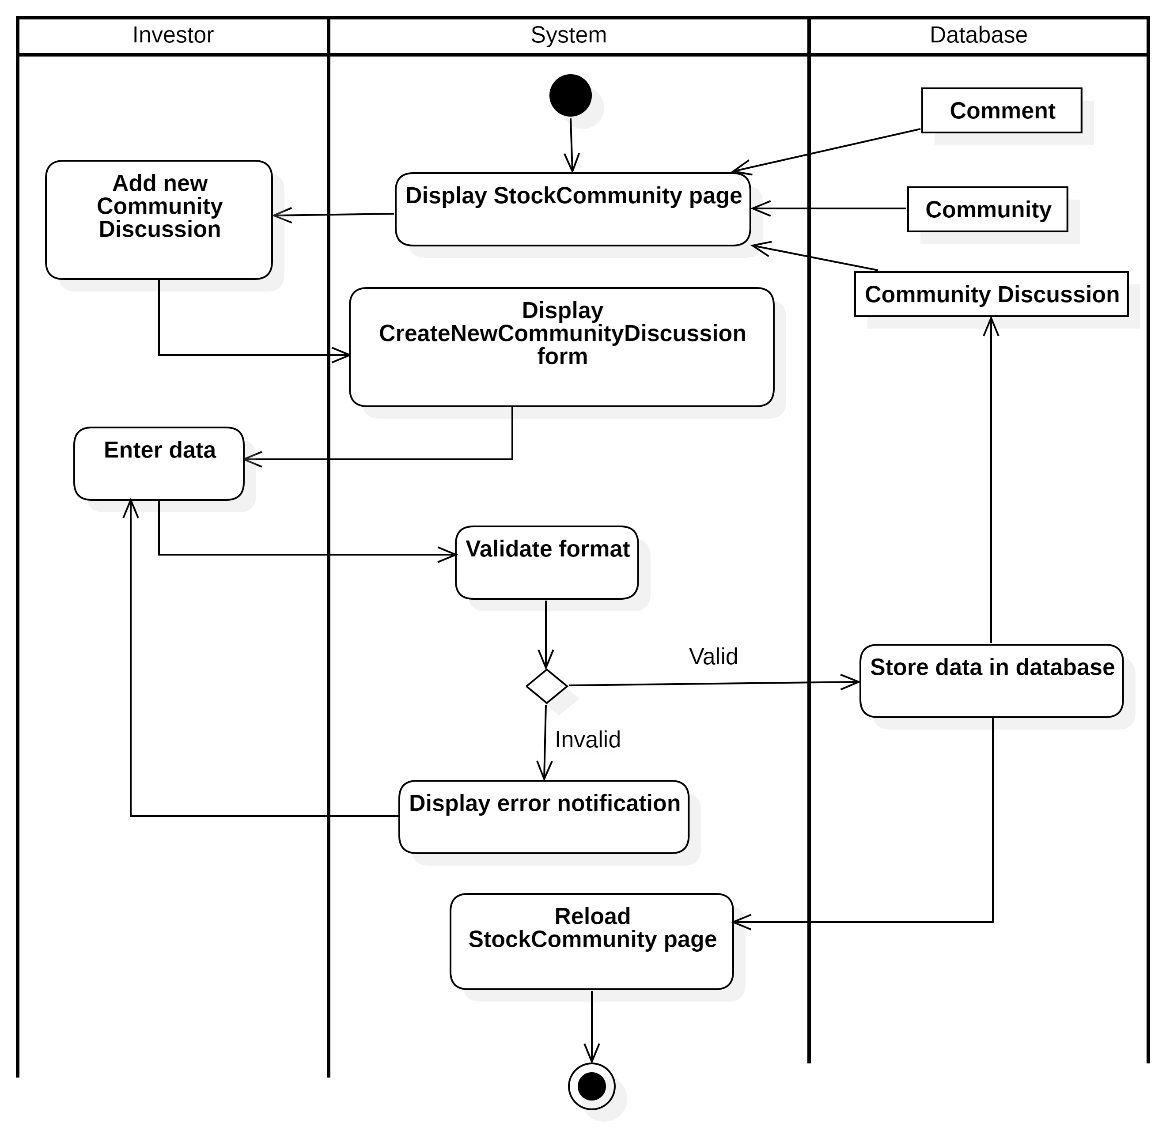 Investor
System
Database
Comment
Display StockCommunity page
Add new
Community
Discussion
Community
Community Discussion
Display
CreateNewCommunityDiscussion
form
Enter data
Validate format
Valid
Store data in database
Invalid
Display error notification
Reload
StockCommunity page